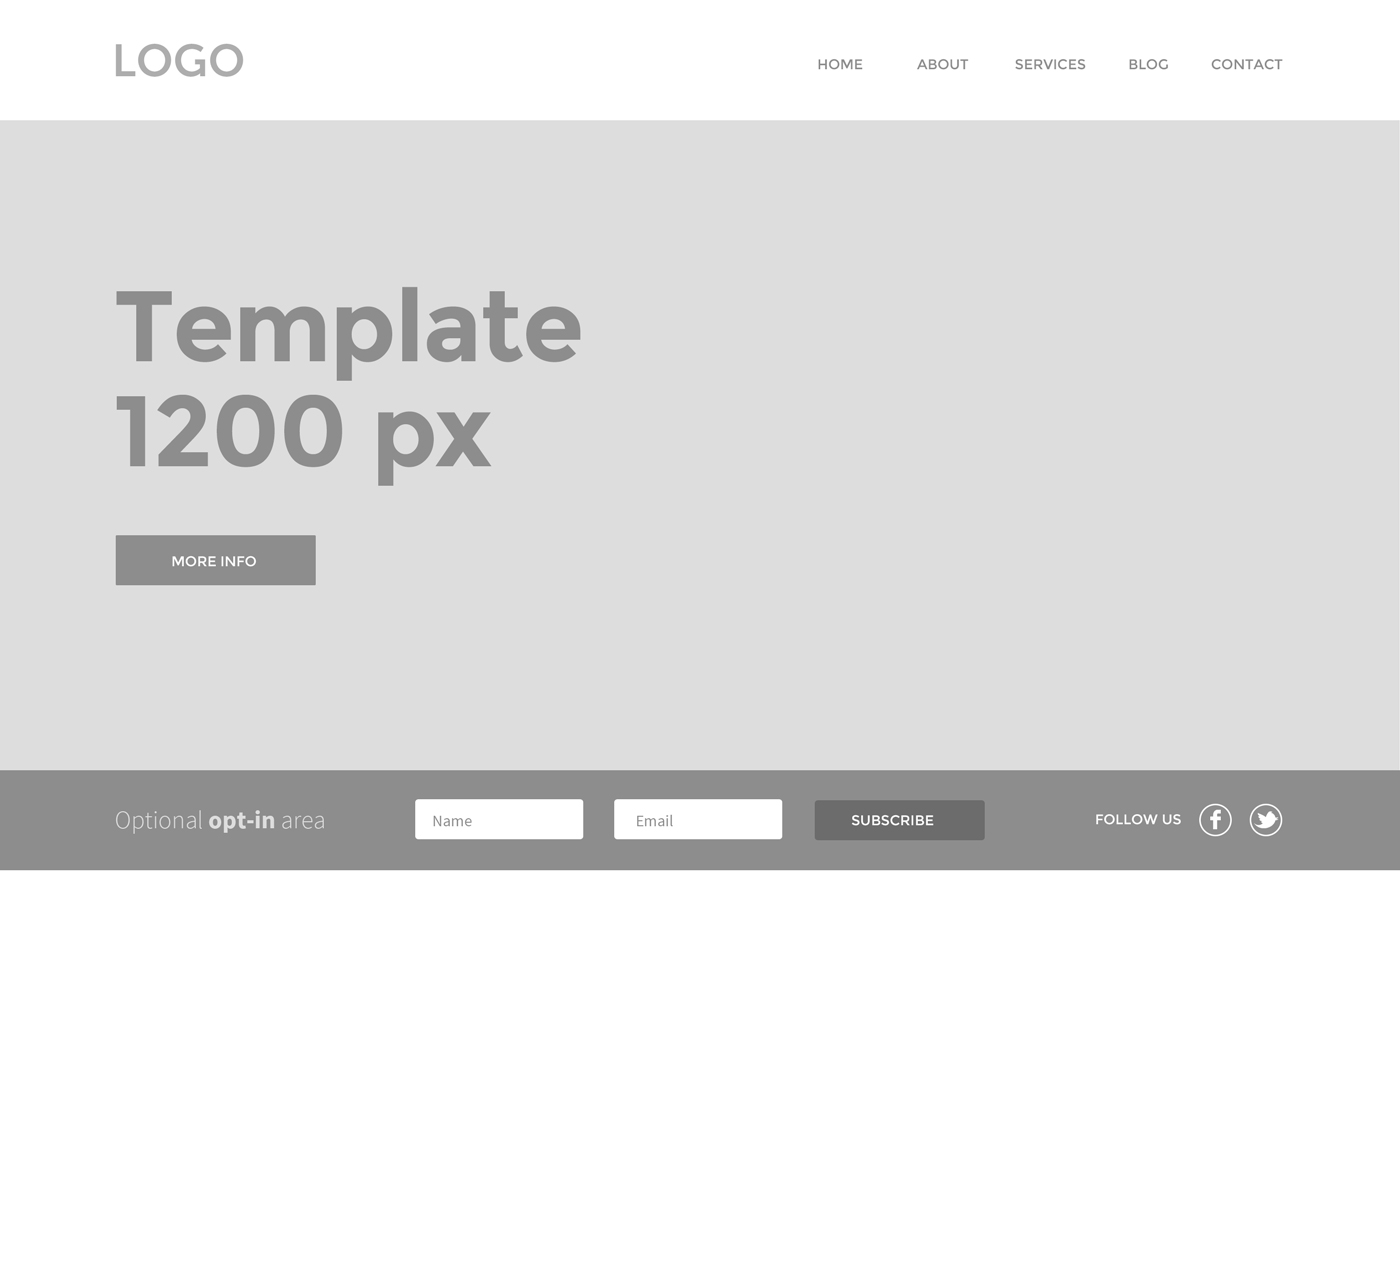 LOGO
HOME ABOUT SERVICES BLOG CONTACT
Template
1200 px
MORE INFO
Optional opt-in area Name Email SUBSCRIBE FOLLOW US